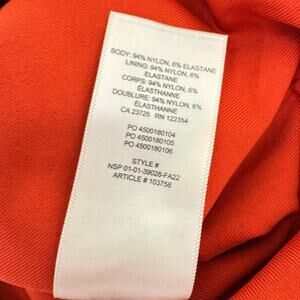 BODY: 94% NYLON, 6% ELASTANE
LINING: 94% NYLON, 6%
ELASTANE
CORPS: 94% NYLON, 6%
ÉLASTHANNE
DOUBLURE: 94% NYLON, 6%
ÉLASTHANNE
CA 23725 RN 122354
PO 4500180104
PO 4500180105
PO 4500180106
STYLE #
NSP 01-01-39028-FA22
ARTICLE # 103758